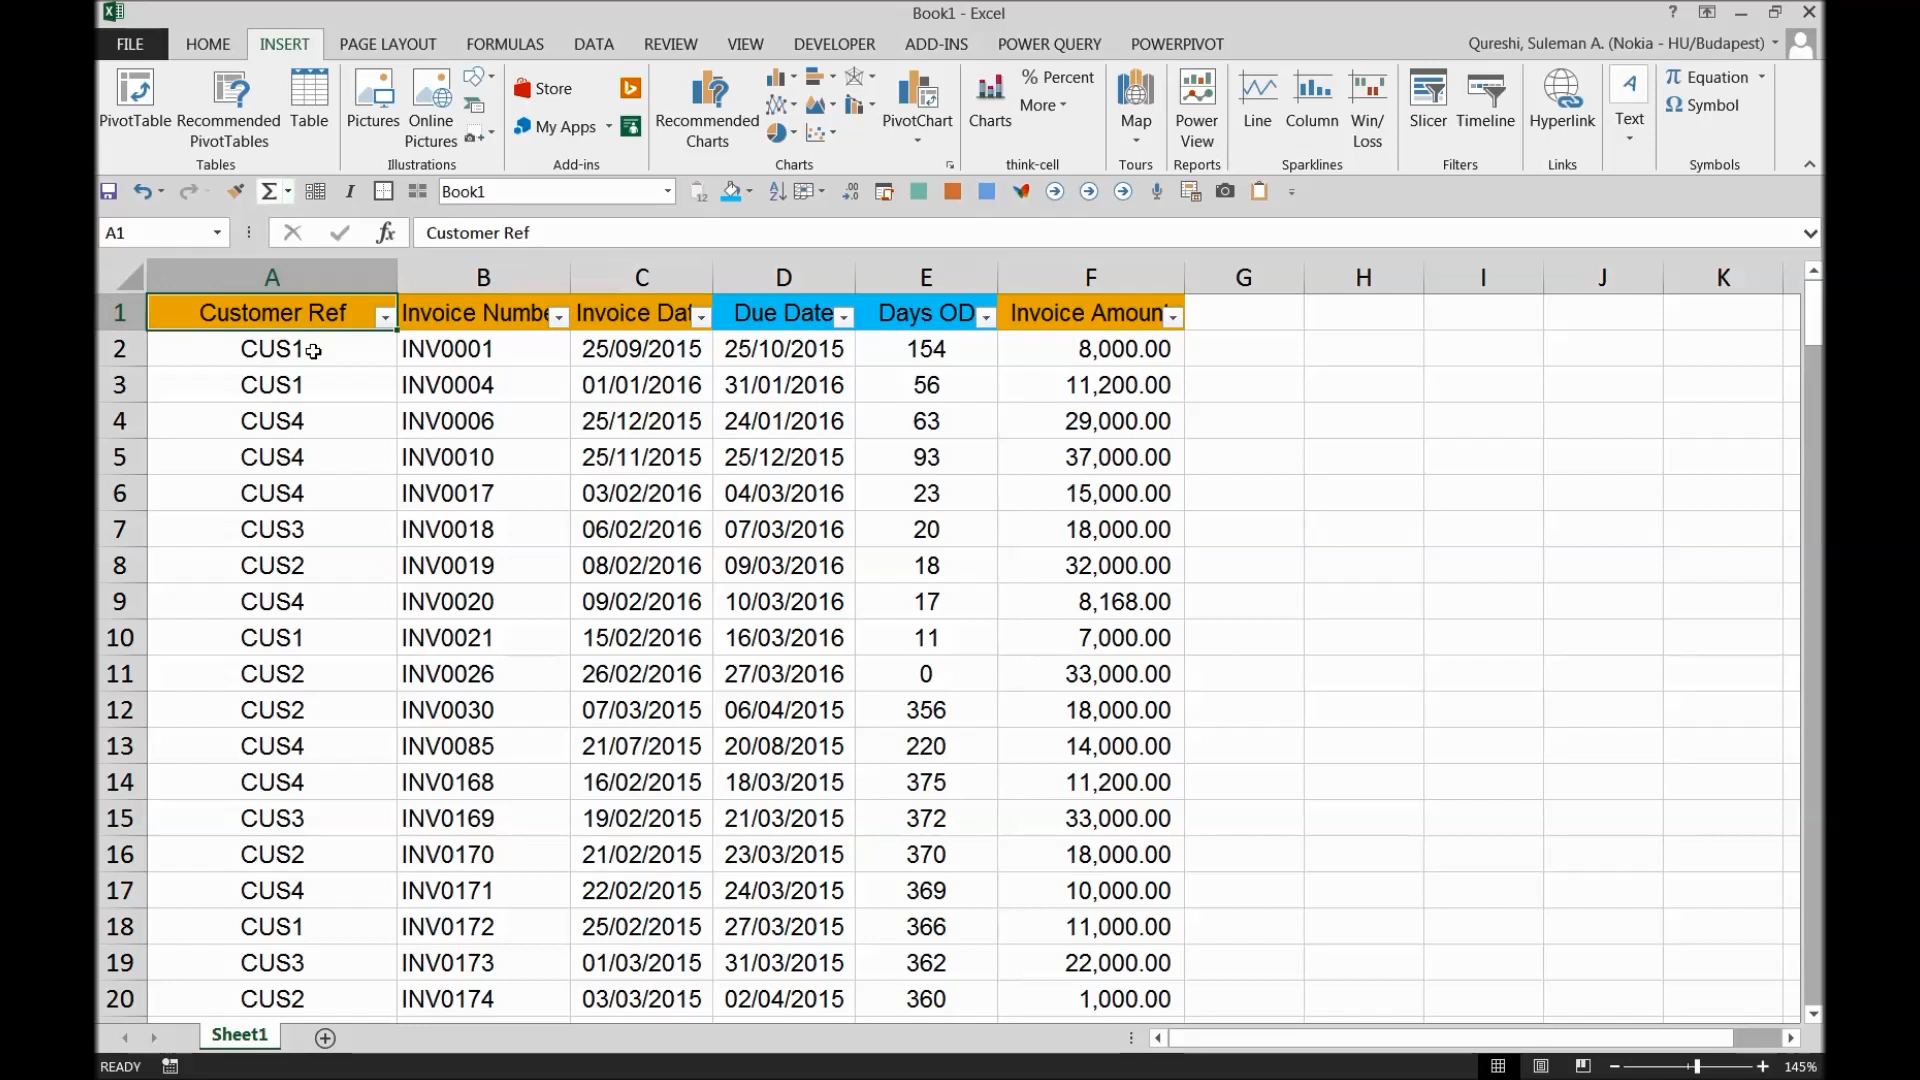 Book1 - Excel
?
FILE HOME INSERT PAGE LAYOUT FORMULAS DATA REVIEW VIEW DEVELOPER ADD-INS POWER QUERY POWERPIVOT Qureshi, Suleman A. (Nokia - HU/Budapest)
PivotTable Recommended PivotTables Table
Tables
Pictures Online Pictures
Illustrations
Store
My Apps
Add-ins
Recommended Charts
PivotChart
Charts
Charts
% Percent
More
think-cell
Map
Tours
Power View
Reports
Line Column Win/ Loss
Sparklines
Slicer Timeline
Filters
Hyperlink
Links
Text
Equation
Symbol
Symbols
Book1
A1 fx Customer Ref
A B C D E F G H I J K
1 Customer Ref Invoice Numbe Invoice Dat Due Date Days OD Invoice Amoun
2 CUS1 INV0001 25/09/2015 25/10/2015 154 8,000.00
3 CUS1 INV0004 01/01/2016 31/01/2016 56 11,200.00
4 CUS4 INV0006 25/12/2015 24/01/2016 63 29,000.00
5 CUS4 INV0010 25/11/2015 25/12/2015 93 37,000.00
6 CUS4 INV0017 03/02/2016 04/03/2016 23 15,000.00
7 CUS3 INV0018 06/02/2016 07/03/2016 20 18,000.00
8 CUS2 INV0019 08/02/2016 09/03/2016 18 32,000.00
9 CUS4 INV0020 09/02/2016 10/03/2016 17 8,168.00
10 CUS1 INV0021 15/02/2016 16/03/2016 11 7,000.00
11 CUS2 INV0026 26/02/2016 27/03/2016 0 33,000.00
12 CUS2 INV0030 07/03/2015 06/04/2015 356 18,000.00
13 CUS4 INV0085 21/07/2015 20/08/2015 220 14,000.00
14 CUS4 INV0168 16/02/2015 18/03/2015 375 11,200.00
15 CUS3 INV0169 19/02/2015 21/03/2015 372 33,000.00
16 CUS2 INV0170 21/02/2015 23/03/2015 370 18,000.00
17 CUS4 INV0171 22/02/2015 24/03/2015 369 10,000.00
18 CUS1 INV0172 25/02/2015 27/03/2015 366 11,000.00
19 CUS3 INV0173 01/03/2015 31/03/2015 362 22,000.00
20 CUS2 INV0174 03/03/2015 02/04/2015 360 1,000.00
Sheet1
READY 145%